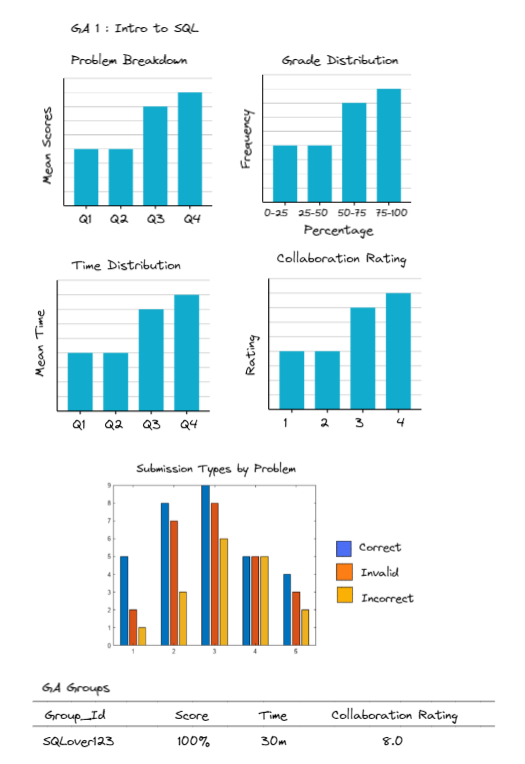 GA 1 : Intro to SQL
Problem Breakdown
Mean Scores
Q1 Q2 Q3 Q4
Grade Distribution
Frequency
0-25 25-50 50-75 75-100
Percentage
Time Distribution
Mean Time
Q1 Q2 Q3 Q4
Collaboration Rating
Rating
1 2 3 4
Submission Types by Problem
9
8
7
6
5
4
3
2
1
0
1 2 3 4 5
Correct
Invalid
Incorrect
GA Groups
Group_Id Score Time Collaboration Rating
SQLover123 100% 30m 8.0